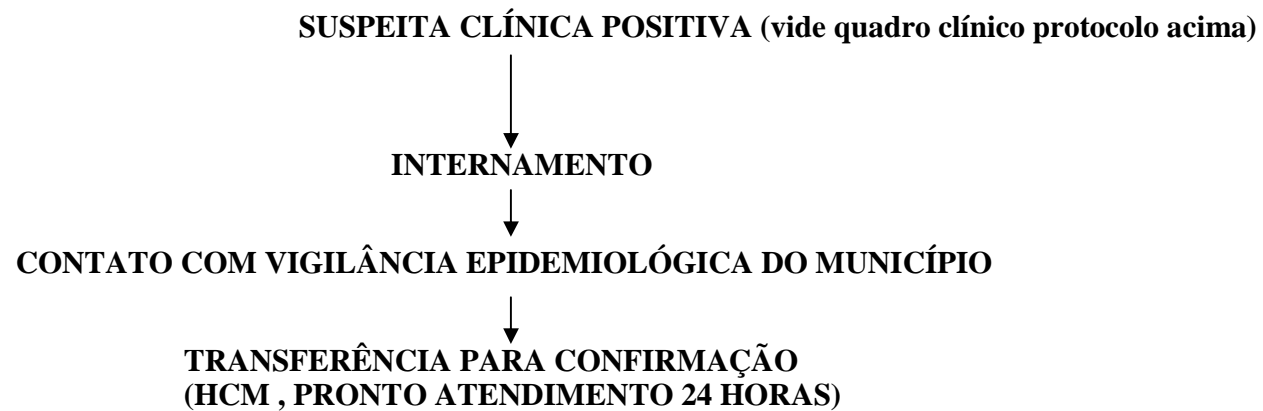 SUSPEITA CLÍNICA POSITIVA (vide quadro clínico protocolo acima)
INTERNAMENTO
CONTATO COM VIGILÂNCIA EPIDEMIOLÓGICA DO MUNICÍPIO
TRANSFERÊNCIA PARA CONFIRMAÇÃO
(HCM , PRONTO ATENDIMENTO 24 HORAS)